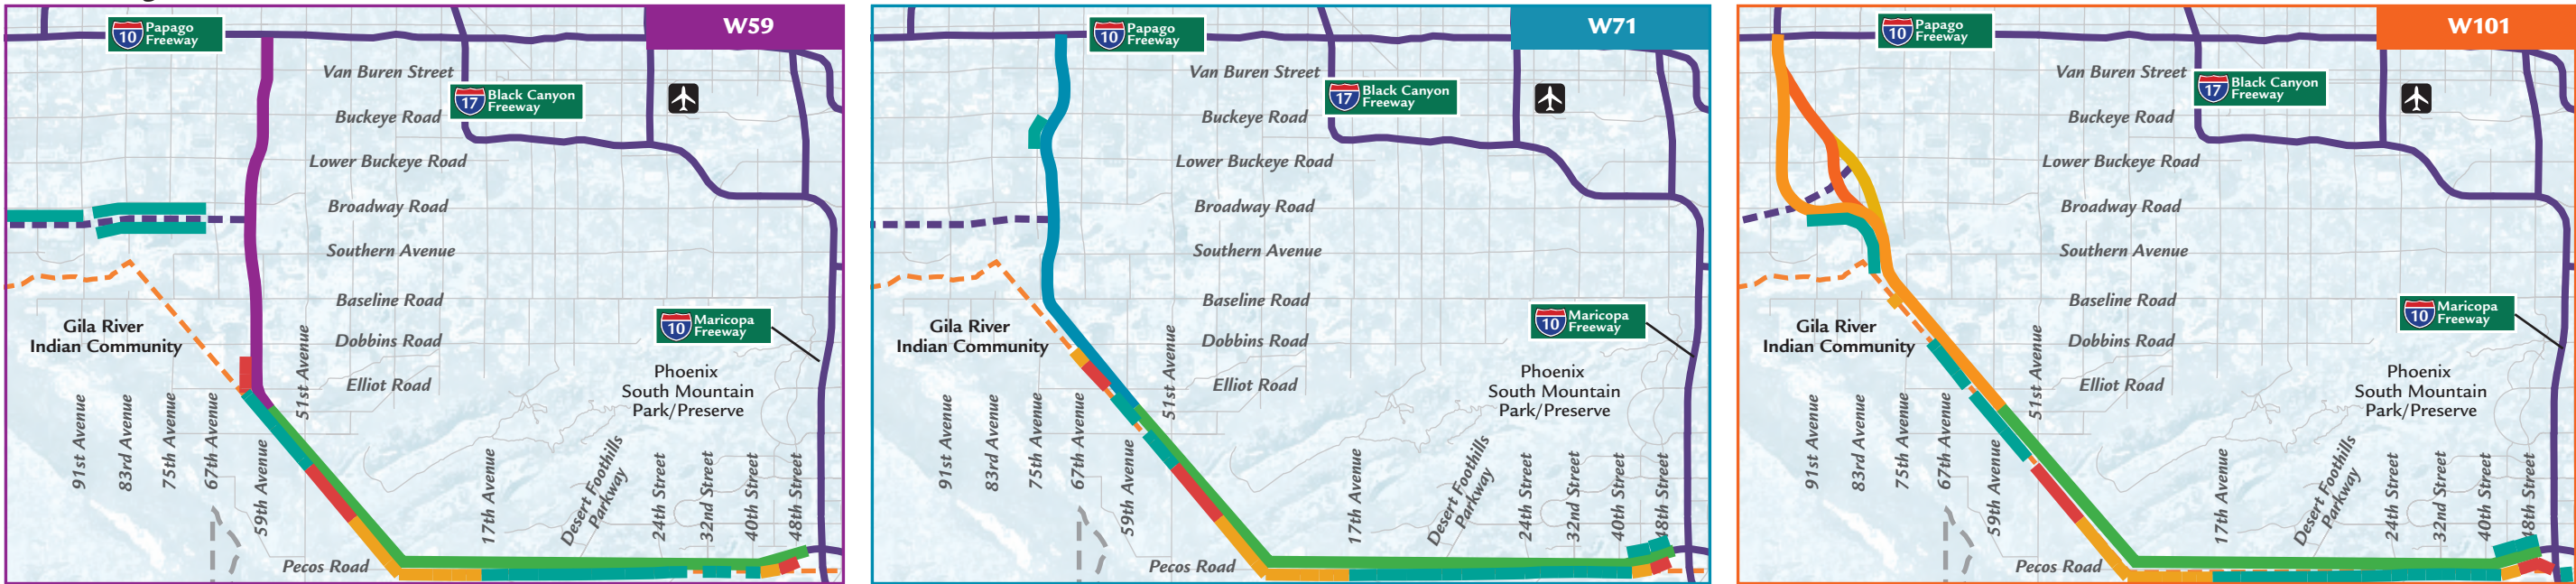 W59
10 Papago
Freeway
Van Buren Street
17 Black Canyon
Freeway
Buckeye Road
Lower Buckeye Road
Broadway Road
Southern Avenue
Baseline Road
Gila River
Indian Community
10 Maricopa
Freeway
Dobbins Road
51st Avenue
Elliot Road
Phoenix
South Mountain
Park/Preserve
91st Avenue
83rd Avenue
75th Avenue
67th Avenue
59th Avenue
17th Avenue
Desert Foothills
Parkway
24th Street
32nd Street
40th Street
48th Street
Pecos Road
W71
10 Papago
Freeway
Van Buren Street
17 Black Canyon
Freeway
Buckeye Road
Lower Buckeye Road
Broadway Road
Southern Avenue
Baseline Road
Gila River
Indian Community
10 Maricopa
Freeway
Dobbins Road
51st Avenue
Elliot Road
Phoenix
South Mountain
Park/Preserve
91st Avenue
83rd Avenue
75th Avenue
67th Avenue
59th Avenue
17th Avenue
Desert Foothills
Parkway
24th Street
32nd Street
40th Street
48th Street
Pecos Road
W101
10 Papago
Freeway
Van Buren Street
17 Black Canyon
Freeway
Buckeye Road
Lower Buckeye Road
Broadway Road
Southern Avenue
Baseline Road
Gila River
Indian Community
10 Maricopa
Freeway
Dobbins Road
51st Avenue
Elliot Road
Phoenix
South Mountain
Park/Preserve
91st Avenue
83rd Avenue
75th Avenue
67th Avenue
59th Avenue
17th Avenue
Desert Foothills
Parkway
24th Street
32nd Street
40th Street
48th Street
Pecos Road